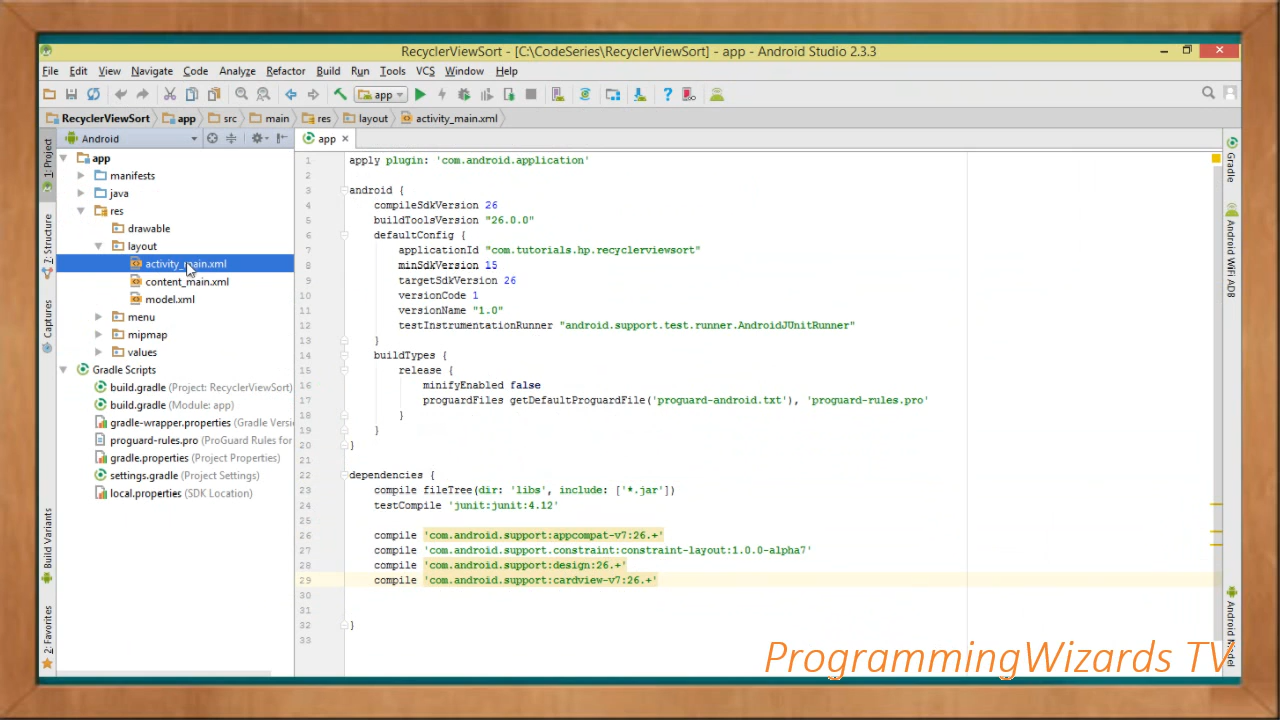 RecyclerViewSort - [C:\CodeSeries\RecyclerViewSort] - app - Android Studio 2.3.3
File Edit View Navigate Code Analyze Refactor Build Run Tools VCS Window Help
app
RecyclerViewSort app src main res layout activity_main.xml
Android
app
1: Project
7: Structure
Captures
Build Variants
2: Favorites
app
manifests
java
res
drawable
layout
activity_main.xml
content_main.xml
model.xml
menu
mipmap
values
Gradle Scripts
build.gradle (Project: RecyclerViewSort)
build.gradle (Module: app)
gradle-wrapper.properties (Gradle Versi
proguard-rules.pro (ProGuard Rules for
gradle.properties (Project Properties)
settings.gradle (Project Settings)
local.properties (SDK Location)
1 apply plugin: 'com.android.application'
2
3 android {
4 compileSdkVersion 26
5 buildToolsVersion "26.0.0"
6 defaultConfig {
7 applicationId "com.tutorials.hp.recyclerviewsort"
8 minSdkVersion 15
9 targetSdkVersion 26
10 versionCode 1
11 versionName "1.0"
12 testInstrumentationRunner "android.support.test.runner.AndroidJUnitRunner"
13 }
14 buildTypes {
15 release {
16 minifyEnabled false
17 proguardFiles getDefaultProguardFile('proguard-android.txt'), 'proguard-rules.pro'
18 }
19 }
20 }
21
22 dependencies {
23 compile fileTree(dir: 'libs', include: ['*.jar'])
24 testCompile 'junit:junit:4.12'
25
26 compile 'com.android.support:appcompat-v7:26.+'
27 compile 'com.android.support.constraint:constraint-layout:1.0.0-alpha7'
28 compile 'com.android.support:design:26.+'
29 compile 'com.android.support:cardview-v7:26.+'
30
31
32 }
33
Gradle
Android WiFi ADB
Android Model
ProgrammingWizards TV